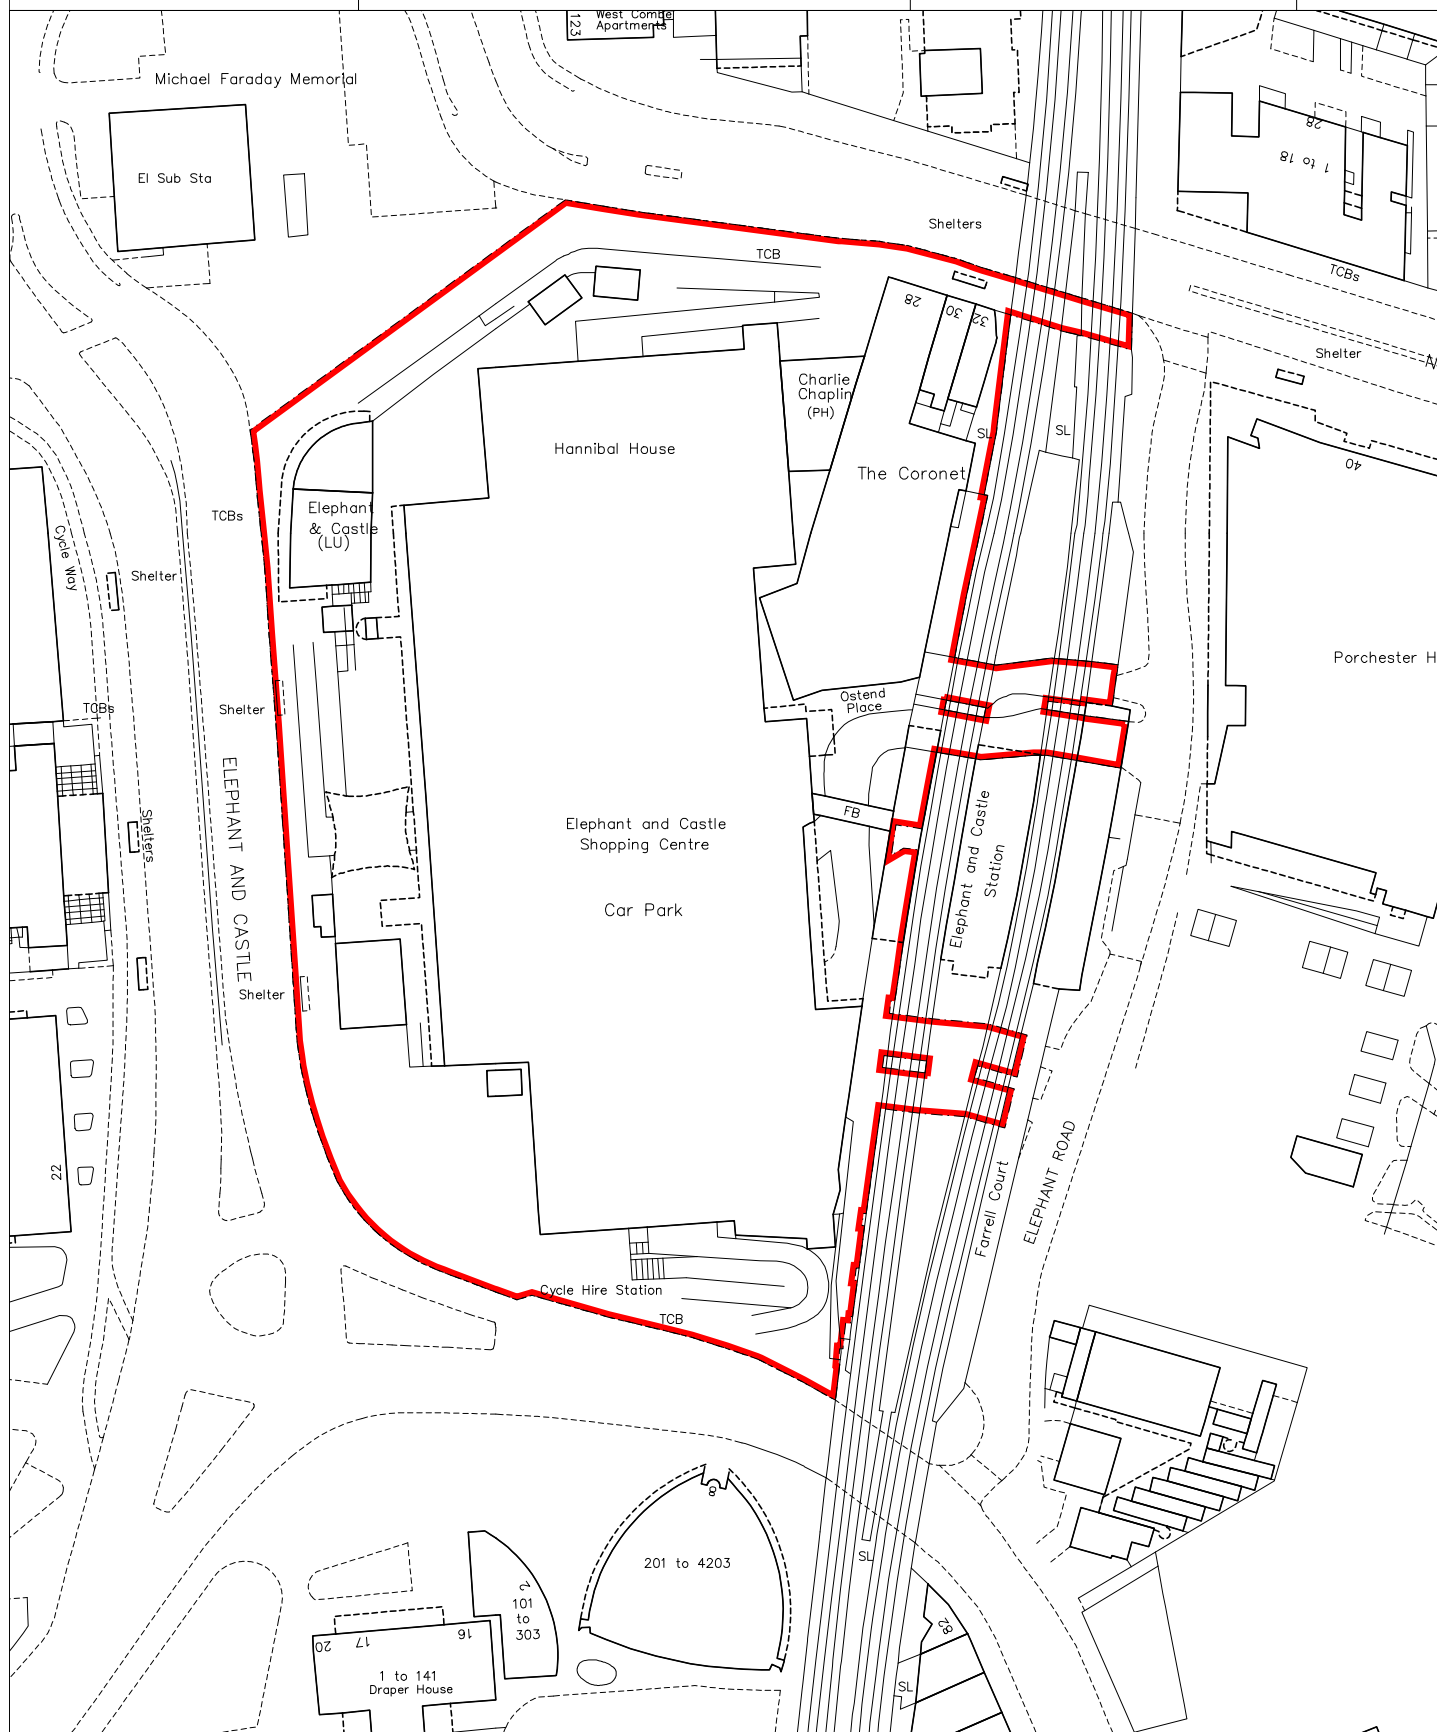 123
West Combe
Apartments
Michael Faraday Memorial
28
1 to 18
El Sub Sta
Shelters
TCB
TCBs
28
30
32
Shelter
Charlie
Chaplin
(PH)
SL
SL
Hannibal House
The Coronet
40
Elephant
& Castle
(LU)
TCBs
Cycle Way
Shelter
Porchester H
Ostend
Place
TCBs
Shelter
ELEPHANT AND CASTLE
Shelters
FB
Elephant and Castle
Shopping Centre
Elephant and Castle
Station
Car Park
Shelter
22
Farrell Court
ELEPHANT ROAD
Cycle Hire Station
TCB
8
201 to 4203
SL
2
101
to
303
20
17
16
82
1 to 141
Draper House
SL